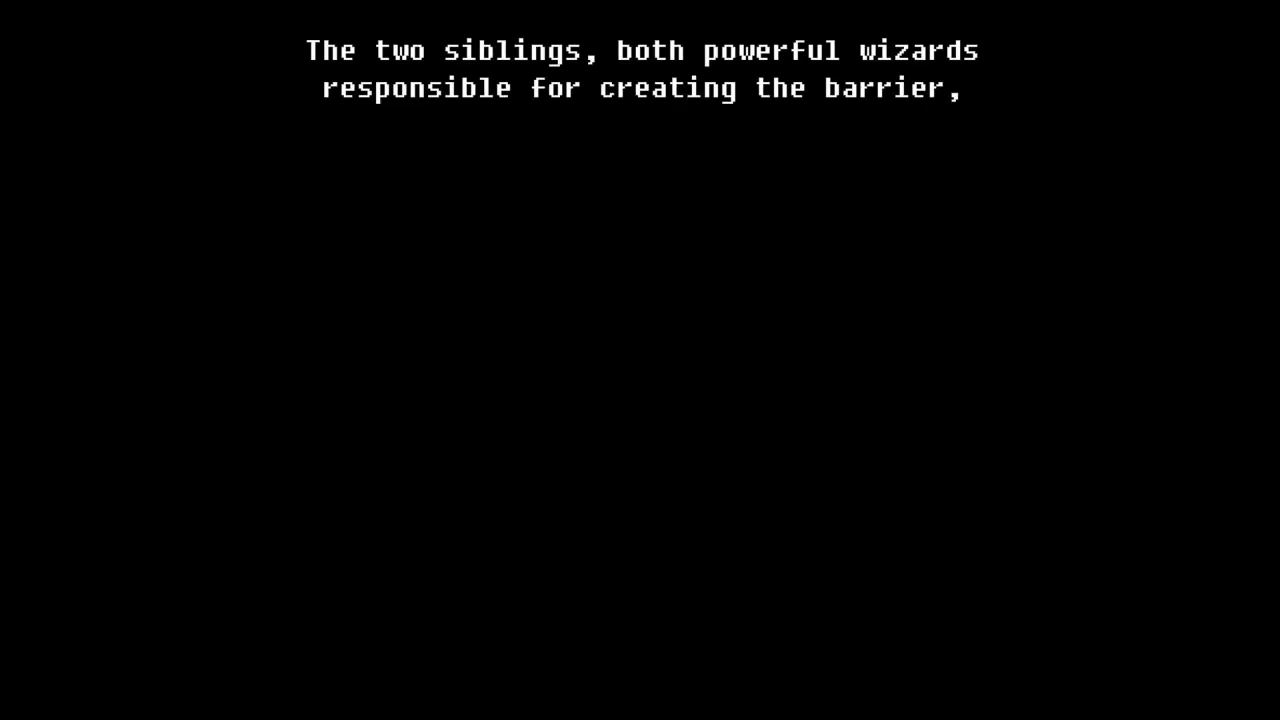 The two siblings, both powerful wizards
responsible for creating the barrier,